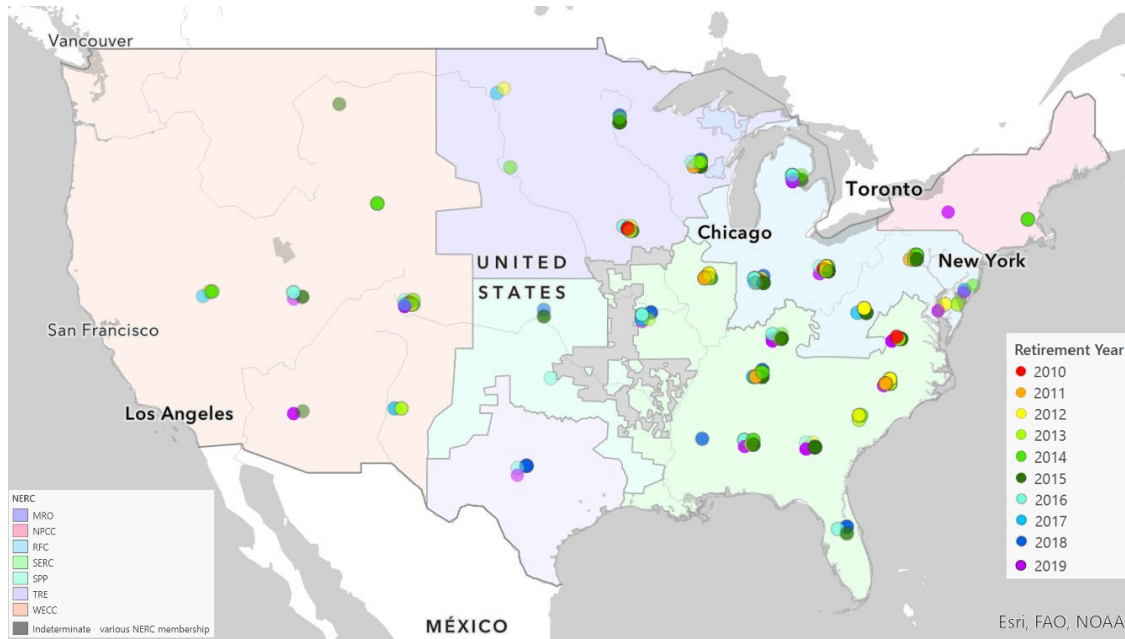 Vancouver
Toronto
Chicago
New York
UNITED
STATES
San Francisco
Los Angeles
MÉXICO
Retirement Year
2010
2011
2012
2013
2014
2015
2016
2017
2018
2019
NERC
MRO
NPCC
RFC
SERC
SPP
TRE
WECC
Indeterminate various NERC membership
Esri, FAO, NOAA